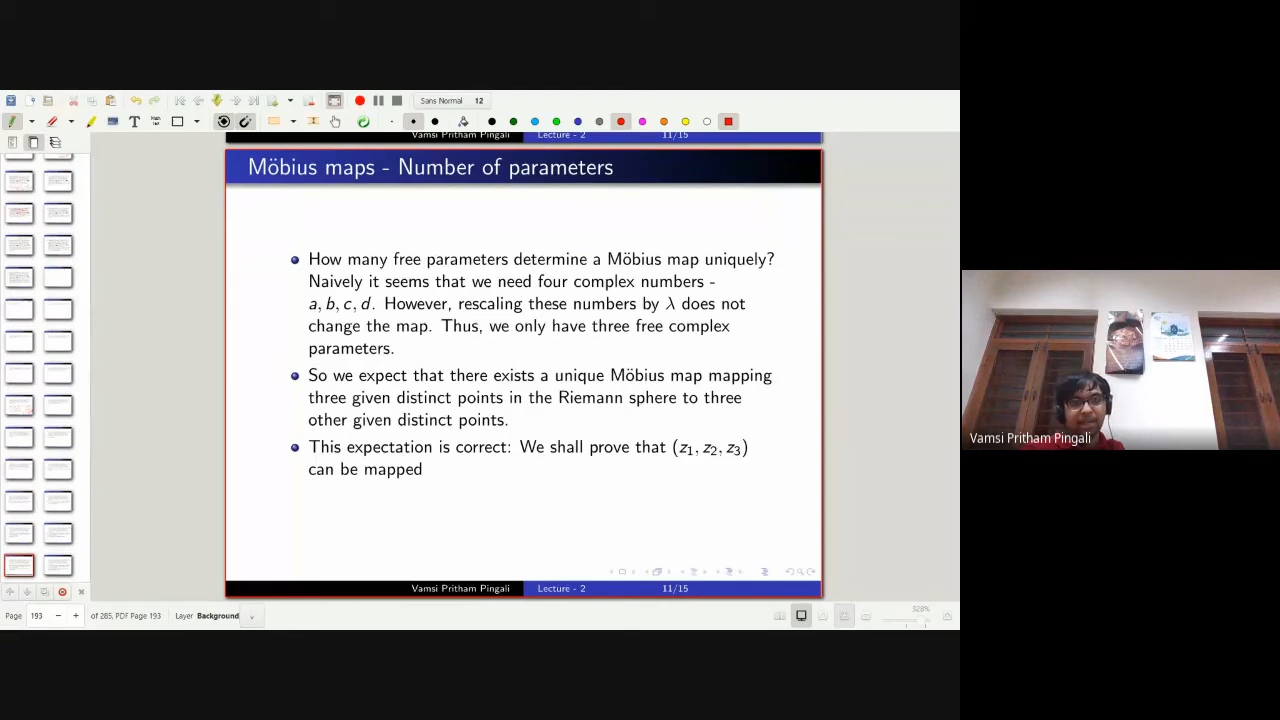 Sans Normal 12
Vamsi Pritham Pingali Lecture - 2 11/15
Möbius maps - Number of parameters
How many free parameters determine a Möbius map uniquely?
Naively it seems that we need four complex numbers -
a, b, c, d. However, rescaling these numbers by λ does not
change the map. Thus, we only have three free complex
parameters.
So we expect that there exists a unique Möbius map mapping
three given distinct points in the Riemann sphere to three
other given distinct points.
This expectation is correct: We shall prove that (z₁, z₂, z₃)
can be mapped
Vamsi Pritham Pingali Lecture - 2 11/15
Page 193 of 285, PDF Page 193 Layer Background 328%
Vamsi Pritham Pingali